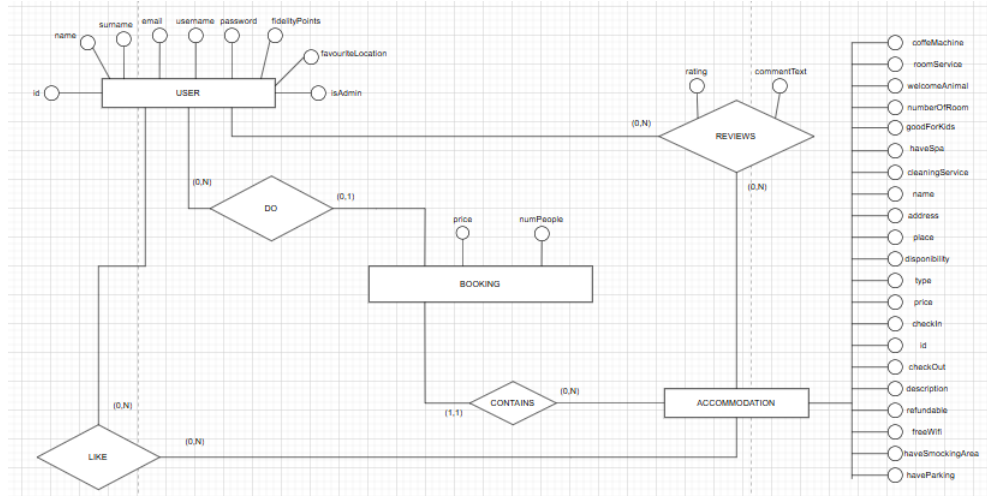 surname
email
username
password
fidelityPoints
name
favouriteLocation
id
USER
isAdmin
rating
commentText
(0,N)
REVIEWS
(0,N)
(0,N)
DO
(0,1)
price
numPeople
BOOKING
(0,N)
CONTAINS
(1,1)
ACCOMMODATION
(0,N)
(0,N)
LIKE
coffeMachine
roomService
welcomeAnimal
numberOfRoom
goodForKids
haveSpa
cleaningService
name
address
place
disponibility
type
price
checkIn
id
checkOut
description
refundable
freeWifi
haveSmockingArea
haveParking